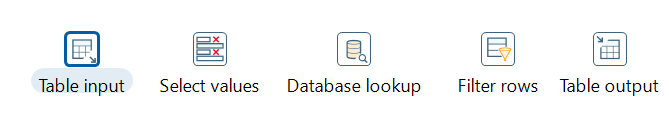 Table input Select values Database lookup Filter rows Table output